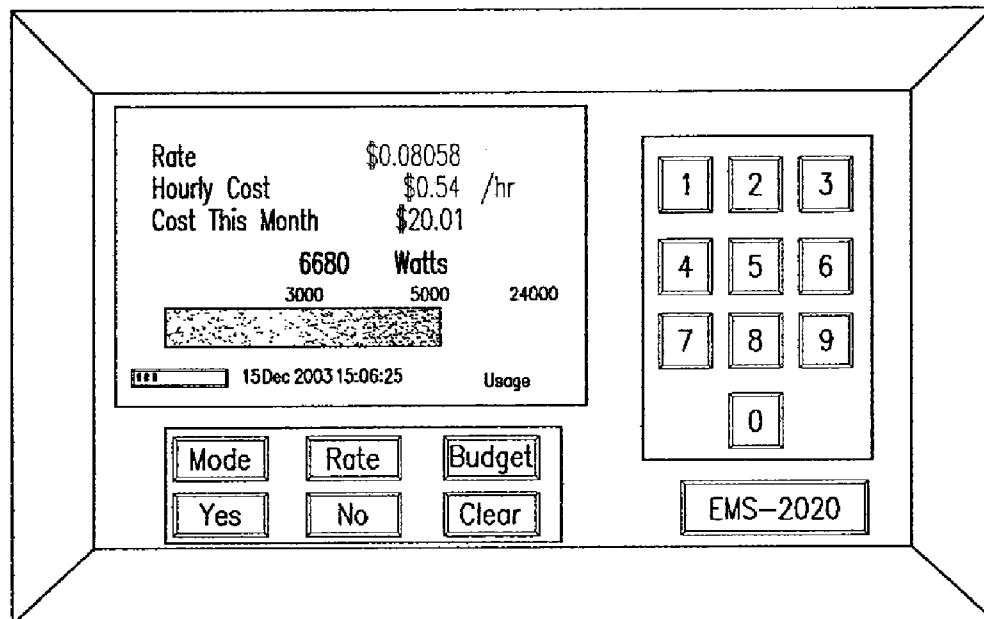 Rate $0.08058
Hourly Cost $0.54 /hr
Cost This Month $20.01
6680 Watts
3000 5000 24000
15Dec 2003 15:06:25 Usage
Mode Rate Budget
Yes No Clear
1 2 3
4 5 6
7 8 9
0
EMS-2020